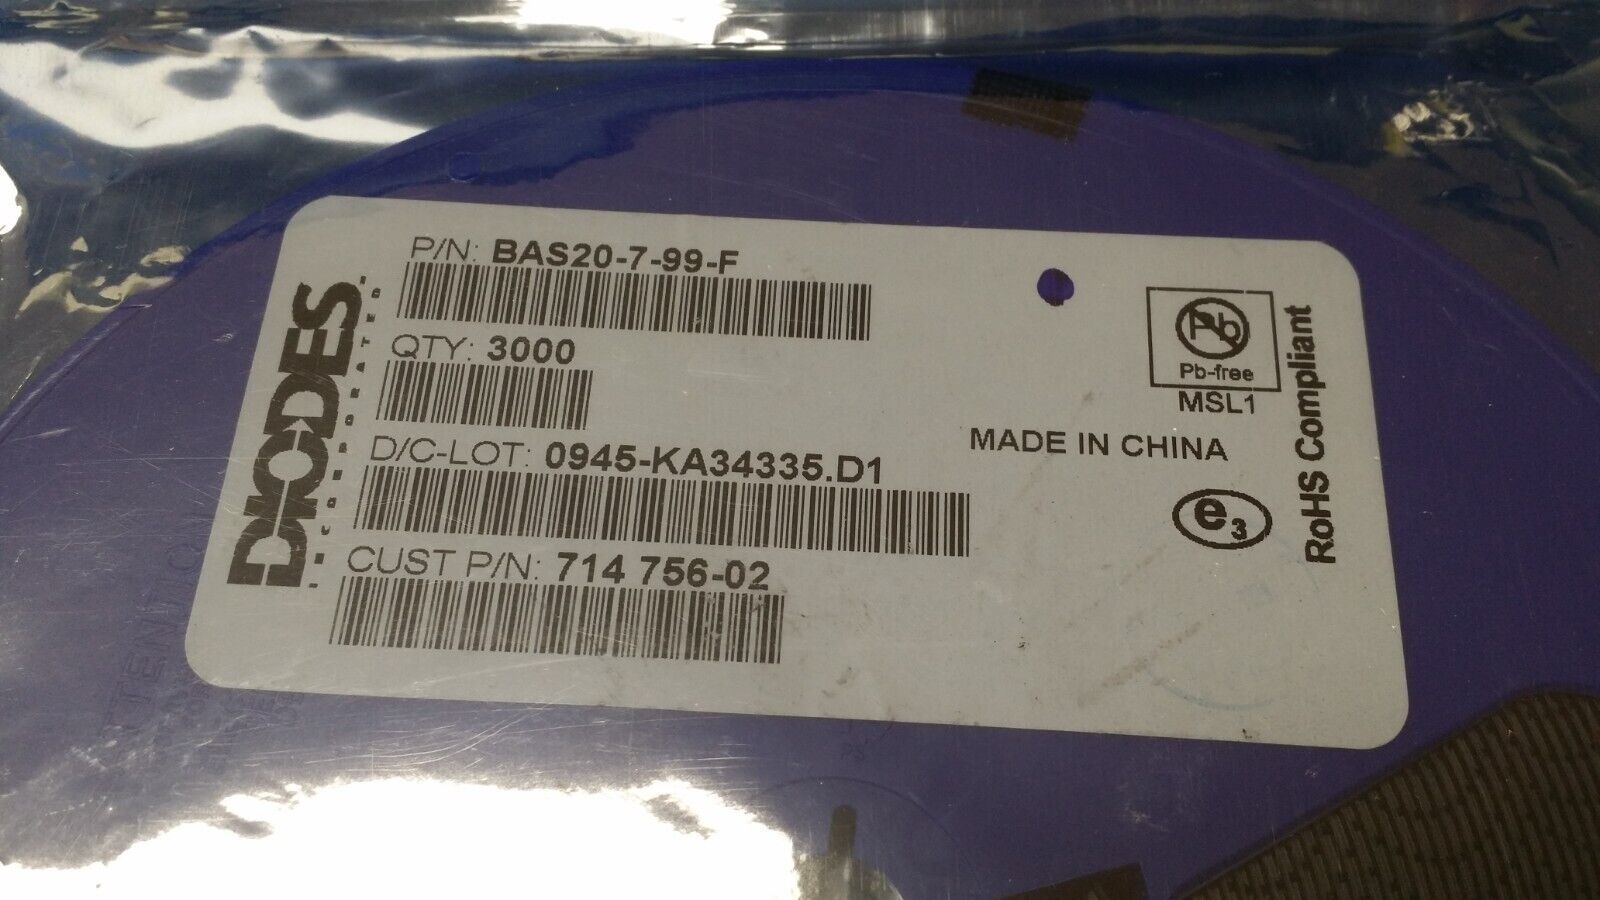 P/N: BAS20-7-99-F
QTY: 3000
D/C-LOT: 0945-KA34335.D1
CUST P/N: 714 756-02
DIODES
INCORPORATED
Pb
Pb-free
MSL1
MADE IN CHINA
e3
RoHS Compliant